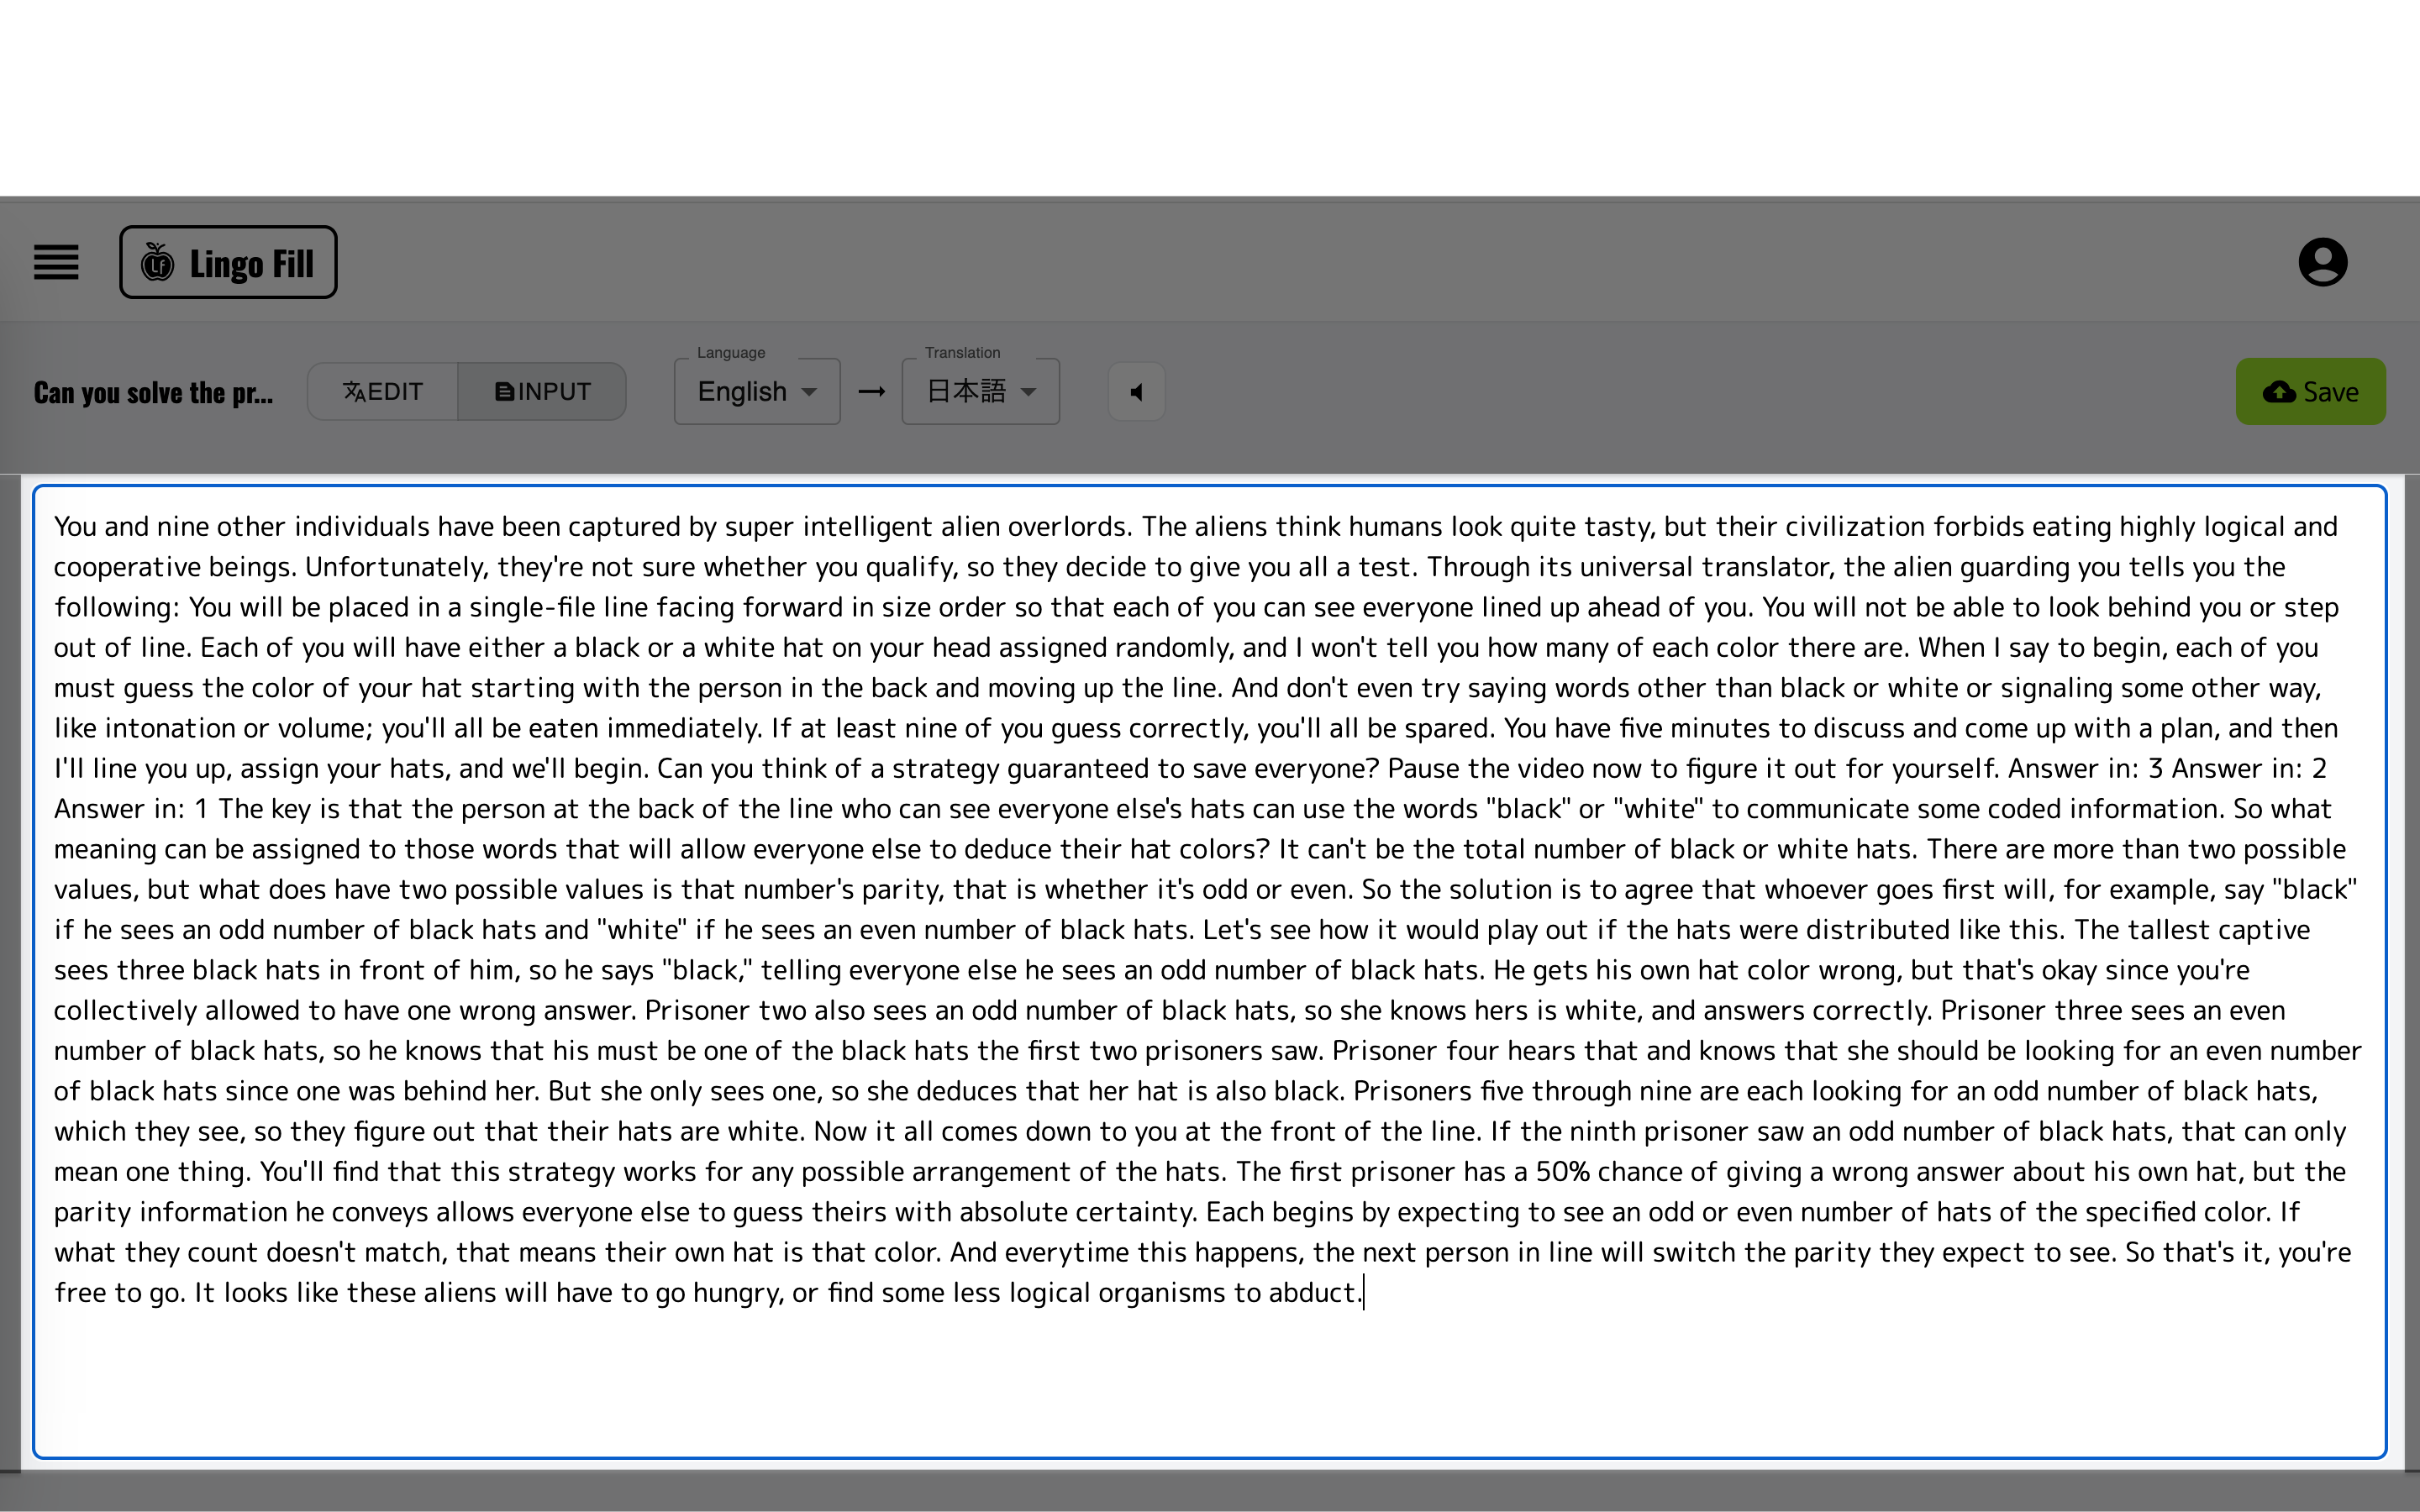 Lingo Fill
Can you solve the pr...
EDIT
INPUT
Language
English
Translation
日本語
Save
You and nine other individuals have been captured by super intelligent alien overlords. The aliens think humans look quite tasty, but their civilization forbids eating highly logical and
cooperative beings. Unfortunately, they're not sure whether you qualify, so they decide to give you all a test. Through its universal translator, the alien guarding you tells you the
following: You will be placed in a single-file line facing forward in size order so that each of you can see everyone lined up ahead of you. You will not be able to look behind you or step
out of line. Each of you will have either a black or a white hat on your head assigned randomly, and I won't tell you how many of each color there are. When I say to begin, each of you
must guess the color of your hat starting with the person in the back and moving up the line. And don't even try saying words other than black or white or signaling some other way,
like intonation or volume; you'll all be eaten immediately. If at least nine of you guess correctly, you'll all be spared. You have five minutes to discuss and come up with a plan, and then
I'll line you up, assign your hats, and we'll begin. Can you think of a strategy guaranteed to save everyone? Pause the video now to figure it out for yourself. Answer in: 3 Answer in: 2
Answer in: 1 The key is that the person at the back of the line who can see everyone else's hats can use the words "black" or "white" to communicate some coded information. So what
meaning can be assigned to those words that will allow everyone else to deduce their hat colors? It can't be the total number of black or white hats. There are more than two possible
values, but what does have two possible values is that number's parity, that is whether it's odd or even. So the solution is to agree that whoever goes first will, for example, say "black"
if he sees an odd number of black hats and "white" if he sees an even number of black hats. Let's see how it would play out if the hats were distributed like this. The tallest captive
sees three black hats in front of him, so he says "black," telling everyone else he sees an odd number of black hats. He gets his own hat color wrong, but that's okay since you're
collectively allowed to have one wrong answer. Prisoner two also sees an odd number of black hats, so she knows hers is white, and answers correctly. Prisoner three sees an even
number of black hats, so he knows that his must be one of the black hats the first two prisoners saw. Prisoner four hears that and knows that she should be looking for an even number
of black hats since one was behind her. But she only sees one, so she deduces that her hat is also black. Prisoners five through nine are each looking for an odd number of black hats,
which they see, so they figure out that their hats are white. Now it all comes down to you at the front of the line. If the ninth prisoner saw an odd number of black hats, that can only
mean one thing. You'll find that this strategy works for any possible arrangement of the hats. The first prisoner has a 50% chance of giving a wrong answer about his own hat, but the
parity information he conveys allows everyone else to guess theirs with absolute certainty. Each begins by expecting to see an odd or even number of hats of the specified color. If
what they count doesn't match, that means their own hat is that color. And everytime this happens, the next person in line will switch the parity they expect to see. So that's it, you're
free to go. It looks like these aliens will have to go hungry, or find some less logical organisms to abduct.